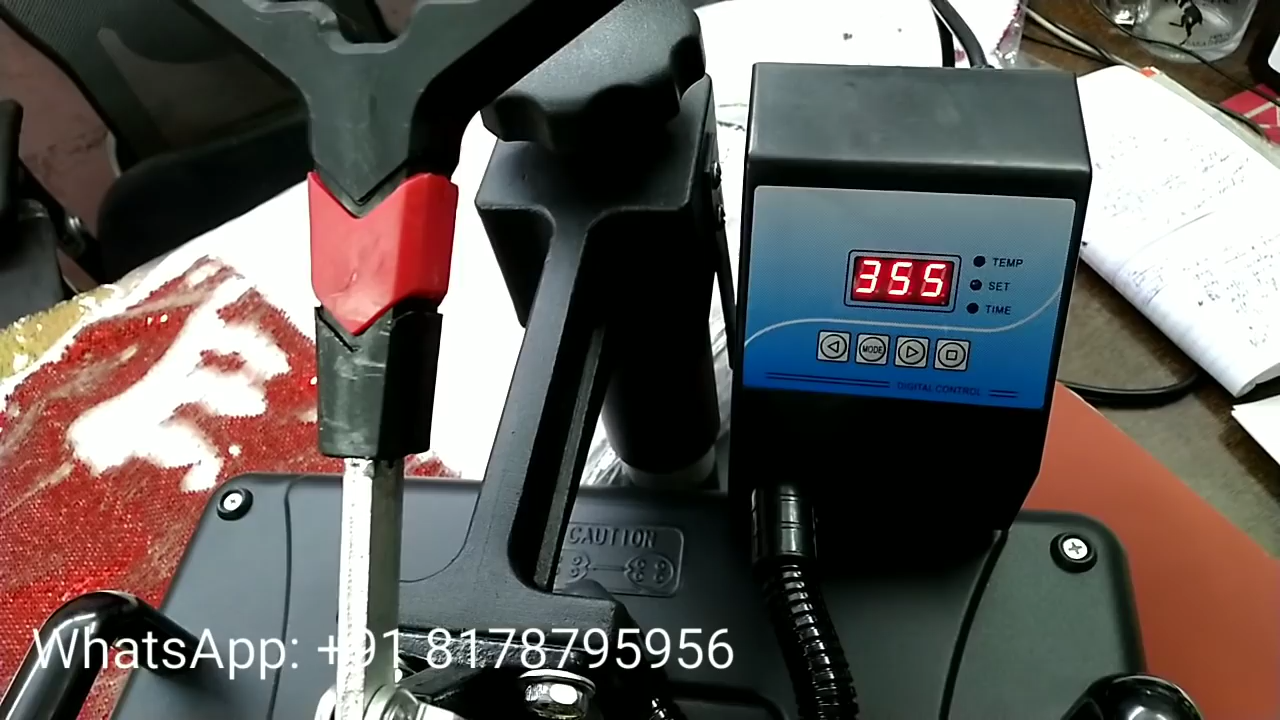 355
TEMP
SET
TIME
MODE
DIGITAL CONTROL
CAUTION
WhatsApp: +91 8178795956